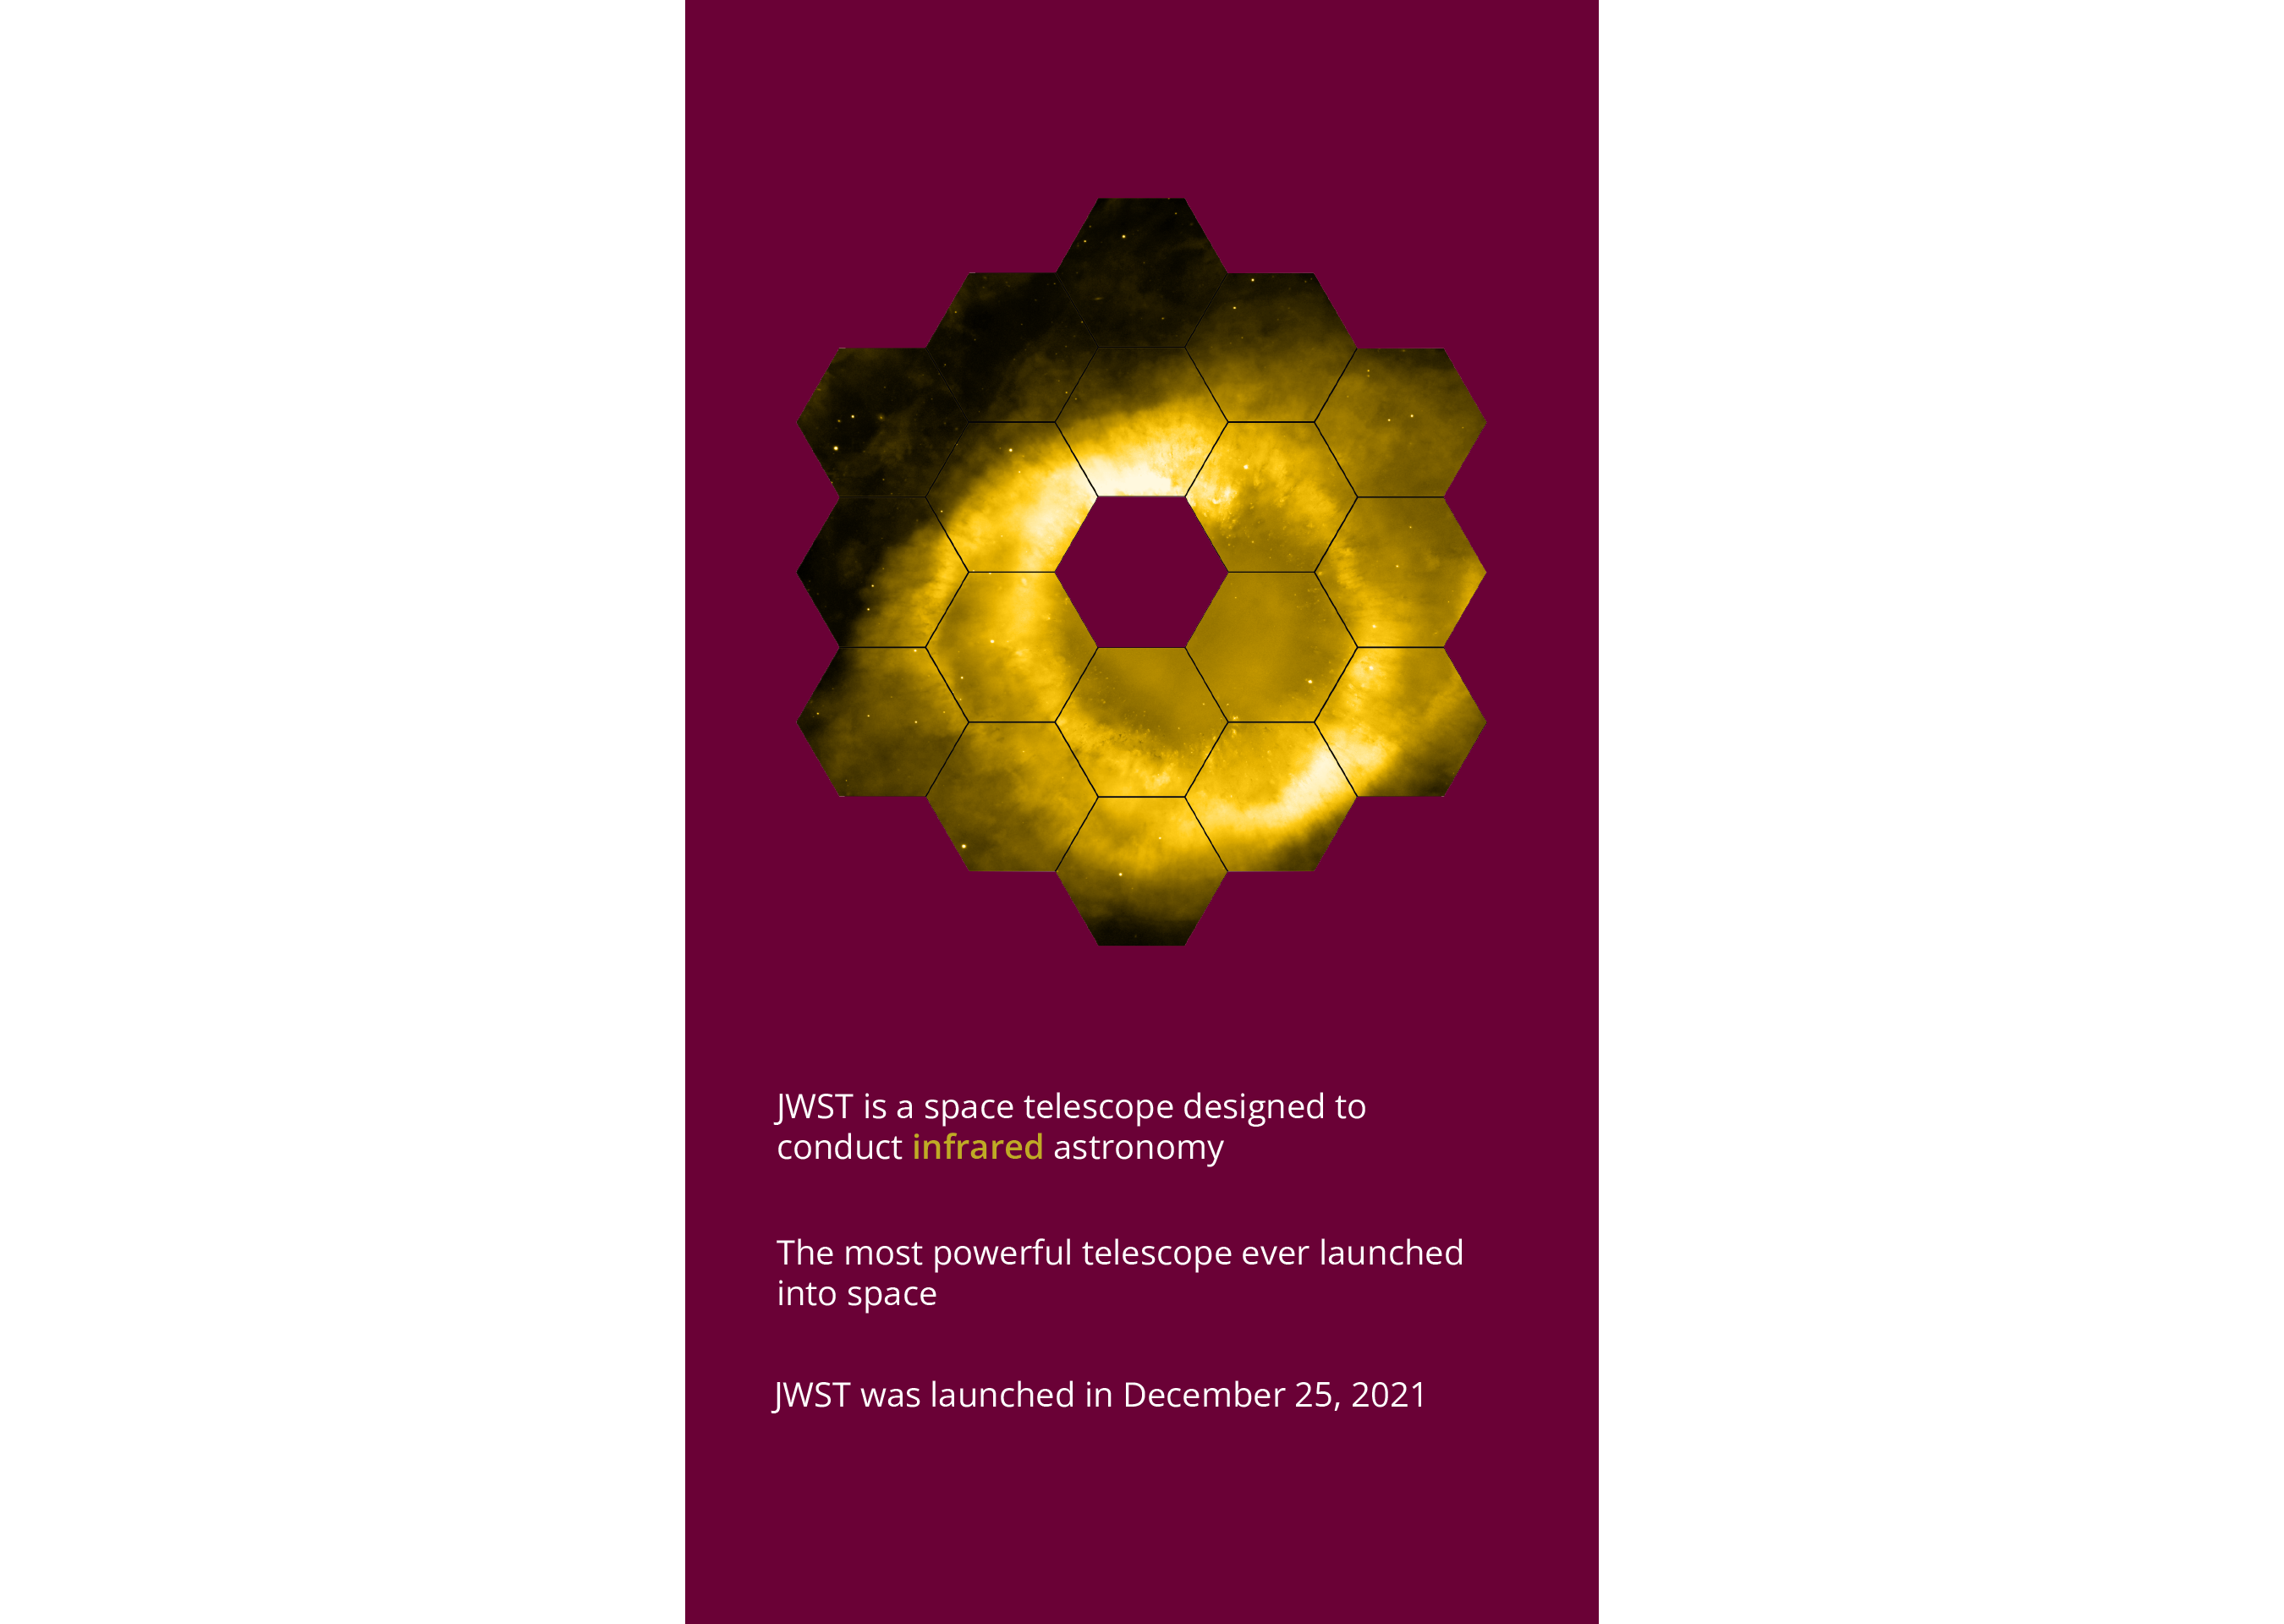 JWST is a space telescope designed to
conduct infrared astronomy
The most powerful telescope ever launched
into space
JWST was launched in December 25, 2021